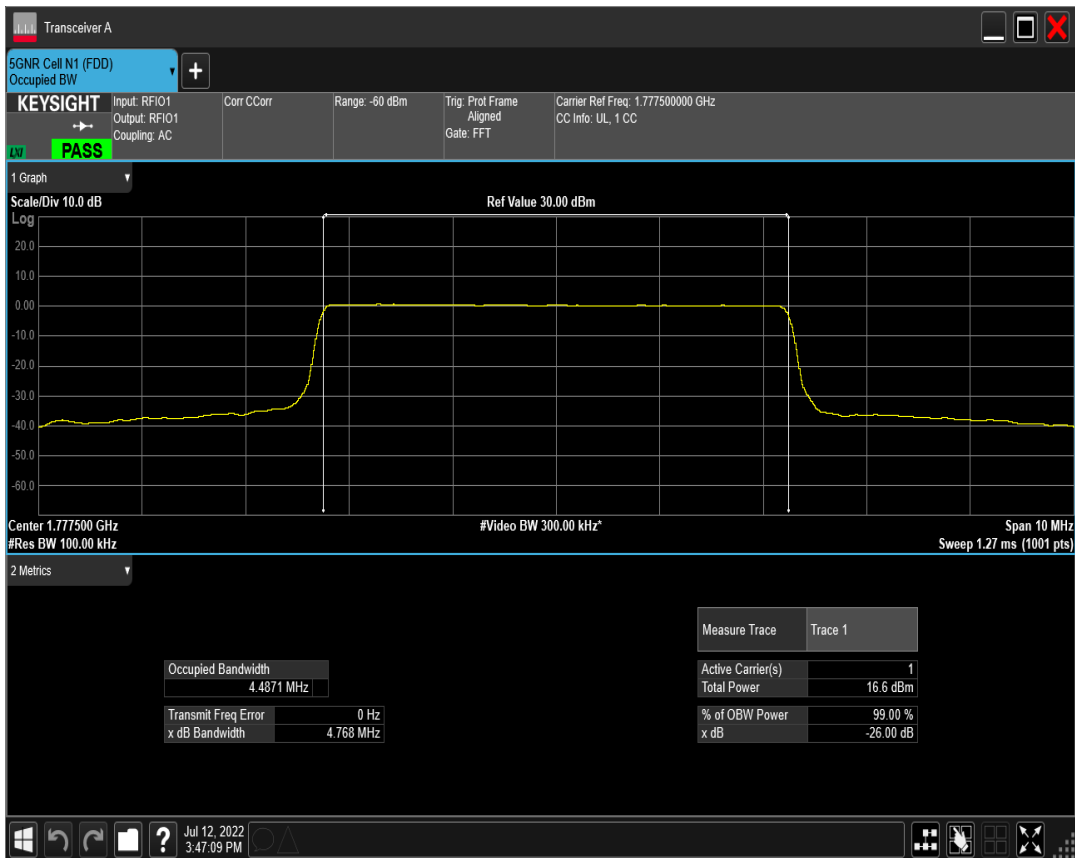 Transceiver A
5GNR Cell N1 (FDD)
Occupied BW
+
KEYSIGHT
LXI
PASS
Input: RFIO1
Output: RFIO1
Coupling: AC
Corr CCorr
Range: -60 dBm
Trig: Prot Frame
Aligned
Gate: FFT
Carrier Ref Freq: 1.777500000 GHz
CC Info: UL, 1 CC
1 Graph
Scale/Div 10.0 dB
Ref Value 30.00 dBm
Log
20.0
10.0
0.00
-10.0
-20.0
-30.0
-40.0
-50.0
-60.0
Center 1.777500 GHz
#Video BW 300.00 kHz*
Span 10 MHz
#Res BW 100.00 kHz
Sweep 1.27 ms (1001 pts)
2 Metrics
Measure Trace Trace 1
Occupied Bandwidth
4.4871 MHz
Active Carrier(s) 1
Total Power 16.6 dBm
Transmit Freq Error 0 Hz
x dB Bandwidth 4.768 MHz
% of OBW Power 99.00 %
x dB -26.00 dB
?
Jul 12, 2022
3:47:09 PM